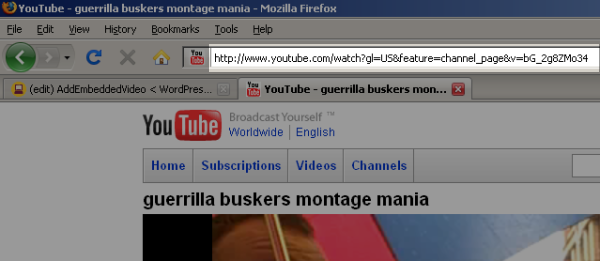 YouTube - guerrilla buskers montage mania - Mozilla Firefox
File Edit View History Bookmarks Tools Help
http://www.youtube.com/watch?gl=US&feature=channel_page&v=bG_2g8ZMo34
(edit) AddEmbeddedVideo < WordPres...
YouTube - guerrilla buskers mon...
YouTube Broadcast Yourself ™
Worldwide | English
Home Subscriptions Videos Channels
guerrilla buskers montage mania